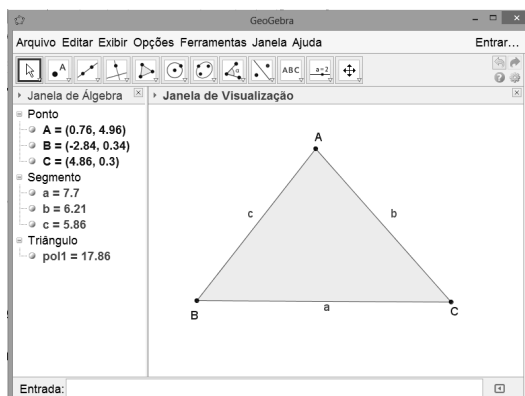 GeoGebra
Arquivo Editar Exibir Opções Ferramentas Janela Ajuda Entrar...
A α ABC a=2
Janela de Álgebra
Ponto
A = (0.76, 4.96)
B = (-2.84, 0.34)
C = (4.86, 0.3)
Segmento
a = 7.7
b = 6.21
c = 5.86
Triângulo
pol1 = 17.86
Janela de Visualização
A
c b
B a C
Entrada: